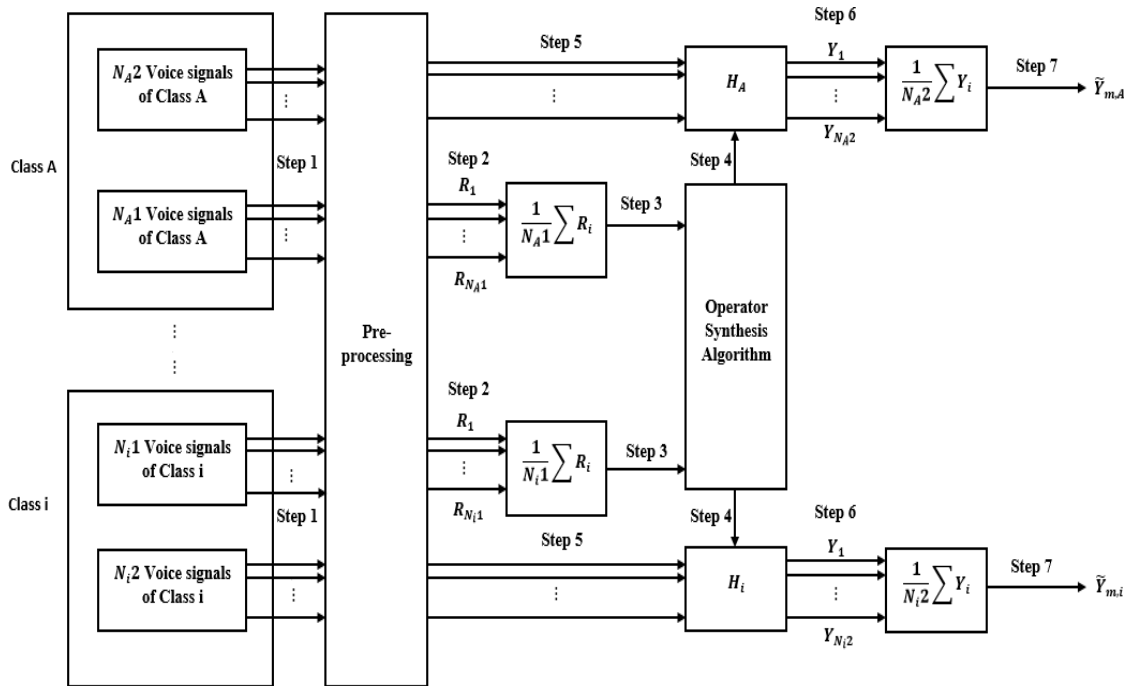 Class A
N_A2 Voice signals
of Class A
N_A1 Voice signals
of Class A
⋮
⋮
Step 1
⋮
⋮
Class i
N_i1 Voice signals
of Class i
N_i2 Voice signals
of Class i
⋮
Step 1
⋮
Pre-
processing
Step 5
⋮
Step 2
R_1
⋮
R_{N_A1}
1/N_A1 ∑ R_i
Step 3
Step 2
R_1
⋮
R_{N_i1}
1/N_i1 ∑ R_i
Step 3
Step 5
⋮
H_A
Step 4
Operator
Synthesis
Algorithm
Step 4
H_i
Step 6
Y_1
⋮
Y_{N_A2}
1/N_A2 ∑ Y_i
Step 7
Ỹ_{m,A}
Step 6
Y_1
⋮
Y_{N_i2}
1/N_i2 ∑ Y_i
Step 7
Ỹ_{m,i}